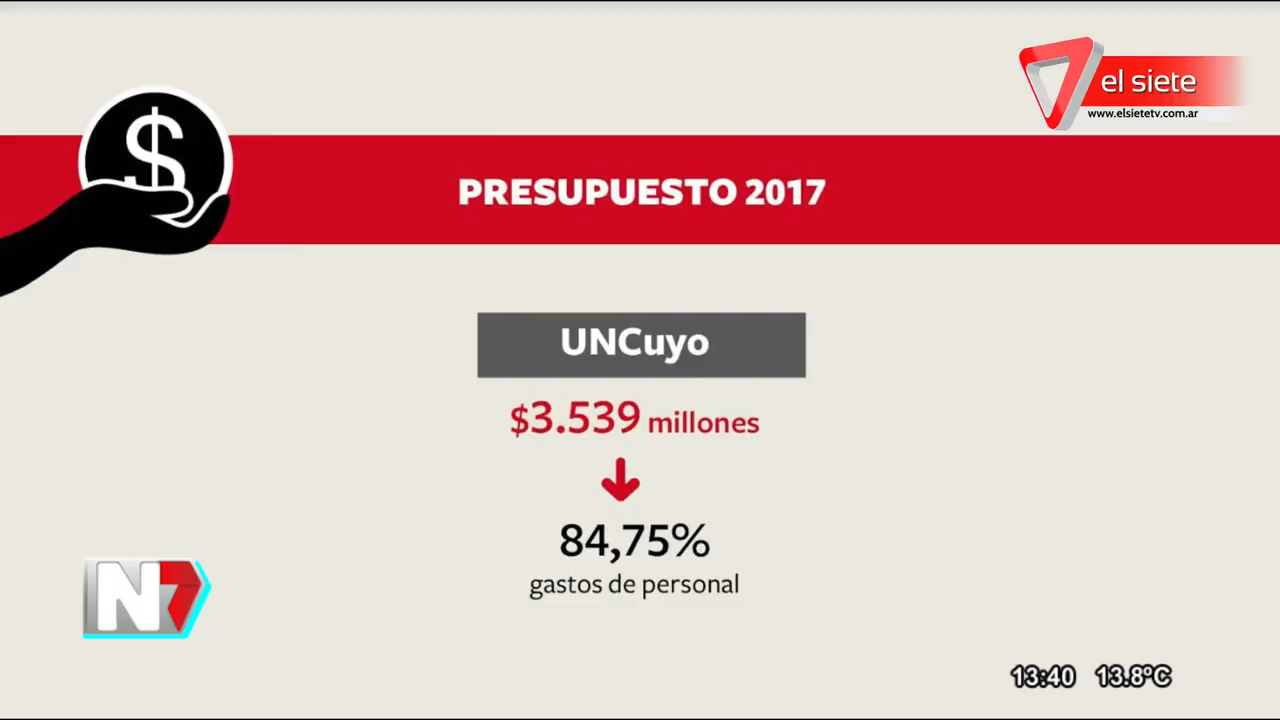 el siete
www.elsietetv.com.ar
$
PRESUPUESTO 2017
UNCuyo
$3.539 millones
84,75%
gastos de personal
N7
13:40 13.8ºC